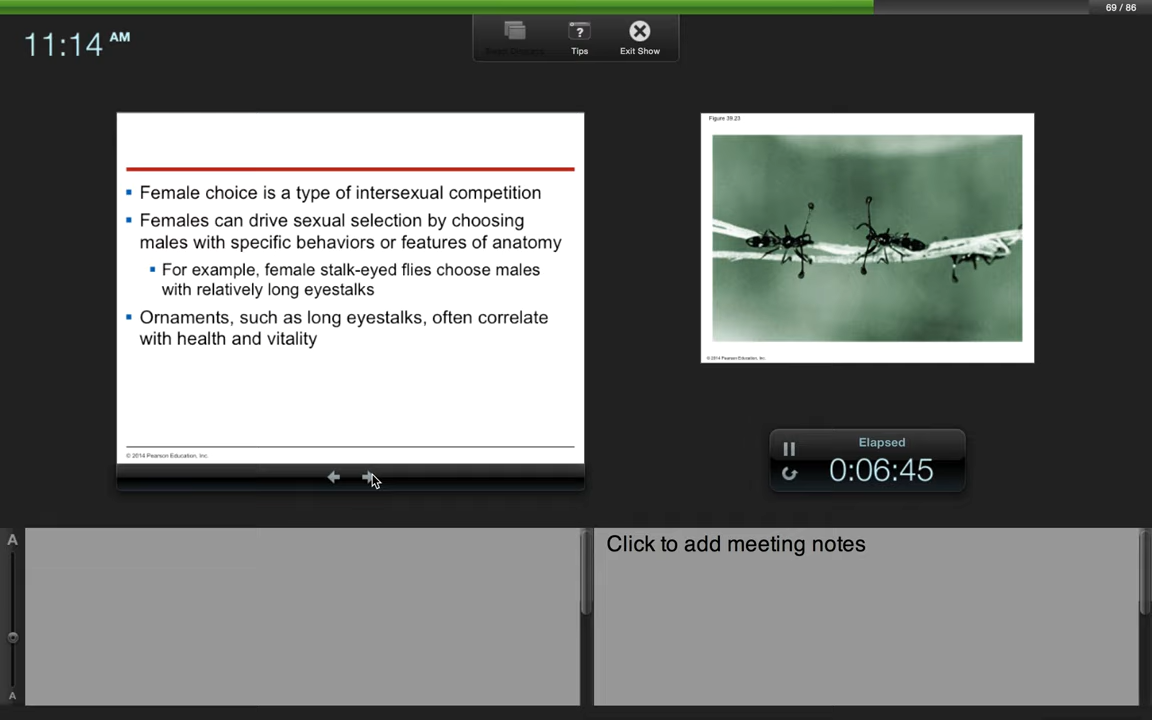 69 / 86
11:14 AM
Tips
Exit Show
Female choice is a type of intersexual competition
Females can drive sexual selection by choosing
males with specific behaviors or features of anatomy
For example, female stalk-eyed flies choose males
with relatively long eyestalks
Ornaments, such as long eyestalks, often correlate
with health and vitality
© 2014 Pearson Education, Inc.
Figure 39.23
© 2014 Pearson Education, Inc.
Elapsed
0:06:45
A
A
Click to add meeting notes